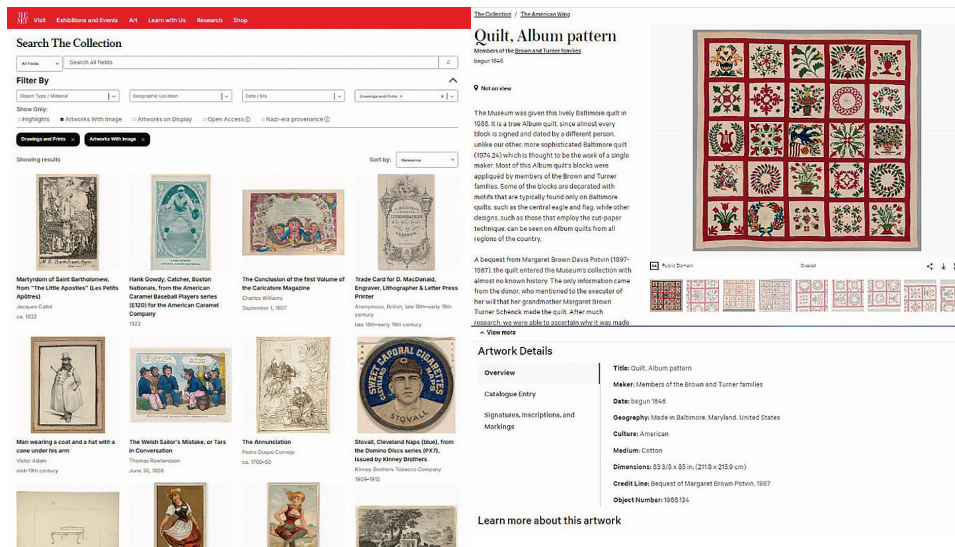 THE MET
Visit Exhibitions and Events Art Learn with Us Research Shop
Search The Collection
All Fields
Search all fields
Filter By
Object Type / Material
Geographic Location
Date / Era
Drawings and Prints ×
Show Only:
Highlights Artworks With Image Artworks on Display Open Access Nazi-era provenance
Drawings and Prints ×
Artworks With Image ×
Showing results
Sort by:
Relevance
Martyrdom of Saint Bartholomew,
from "The Little Apostles" (Les Petits
Apôtres)
Jacques Callot
ca. 1632
Hank Gowdy, Catcher, Boston
Nationals, from the American
Caramel Baseball Players series
(E120) for the American Caramel
Company
1922
The Conclusion of the first Volume of
the Caricature Magazine
Charles Williams
September 1, 1807
Trade Card for D. MacDonald,
Engraver, Lithographer & Letter Press
Printer
Anonymous, British, late 18th–early 19th
century
late 18th–early 19th century
SWEET CAPORAL CIGARETTES
CLEVELAND
NAPS
STOVALL
Man wearing a coat and a hat with a
cane under his arm
Victor Adam
mid-19th century
The Welsh Sailor's Mistake, or Tars
in Conversation
Thomas Rowlandson
June 30, 1808
The Annunciation
Pedro Duque Cornejo
ca. 1700–50
Stovall, Cleveland Naps (blue), from
the Domino Discs series (PX7),
issued by Kinney Brothers
Kinney Brothers Tobacco Company
1909–1912
The Collection / The American Wing
Quilt, Album pattern
Members of the Brown and Turner families
begun 1846
Not on view
The Museum was given this lively Baltimore quilt in
1988. It is a true Album quilt, since almost every
block is signed and dated by a different person,
unlike our other, more sophisticated Baltimore quilt
(1974.24) which is thought to be the work of a single
maker. Most of this Album quilt's blocks were
appliquéd by members of the Brown and Turner
families. Some of the blocks are decorated with
motifs that are typically found only on Baltimore
quilts, such as the central eagle and flag, while other
designs, such as those that employ the cut-paper
technique, can be seen on Album quilts from all
regions of the country.
A bequest from Margaret Brown Davis Potvin (1897-
1987), the quilt entered the Museum's collection with
almost no known history. The only information came
from the donor, who mentioned to the executor of
her will that her grandmother Margaret Brown
Turner Schenck made the quilt. After much
research, we were able to ascertain why it was made
View more
OA Public Domain
Overall
Artwork Details
Overview
Catalogue Entry
Signatures, Inscriptions, and
Markings
Title: Quilt, Album pattern
Maker: Members of the Brown and Turner families
Date: begun 1846
Geography: Made in Baltimore, Maryland, United States
Culture: American
Medium: Cotton
Dimensions: 83 3/8 x 85 in. (211.8 x 215.9 cm)
Credit Line: Bequest of Margaret Brown Potvin, 1987
Object Number: 1988.134
Learn more about this artwork